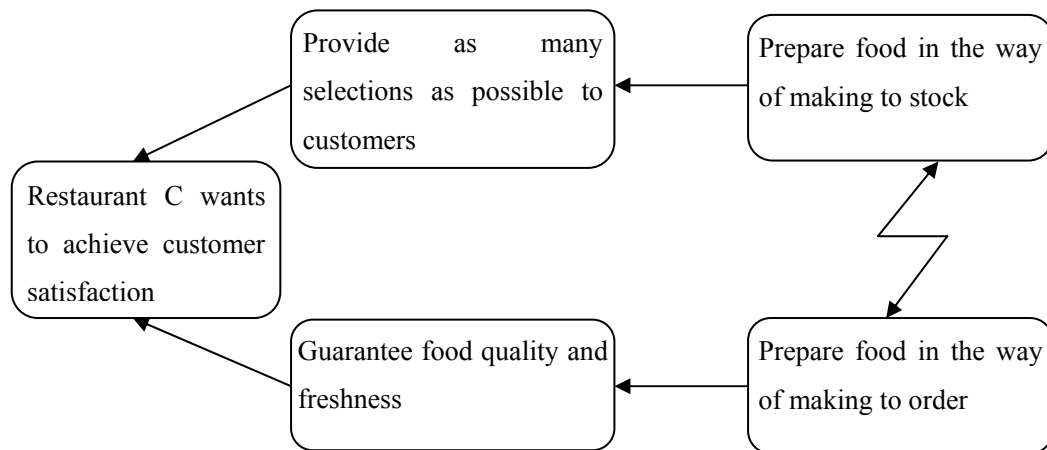 Provide as many
selections as possible to
customers
Prepare food in the way
of making to stock
Restaurant C wants
to achieve customer
satisfaction
Guarantee food quality and
freshness
Prepare food in the way
of making to order